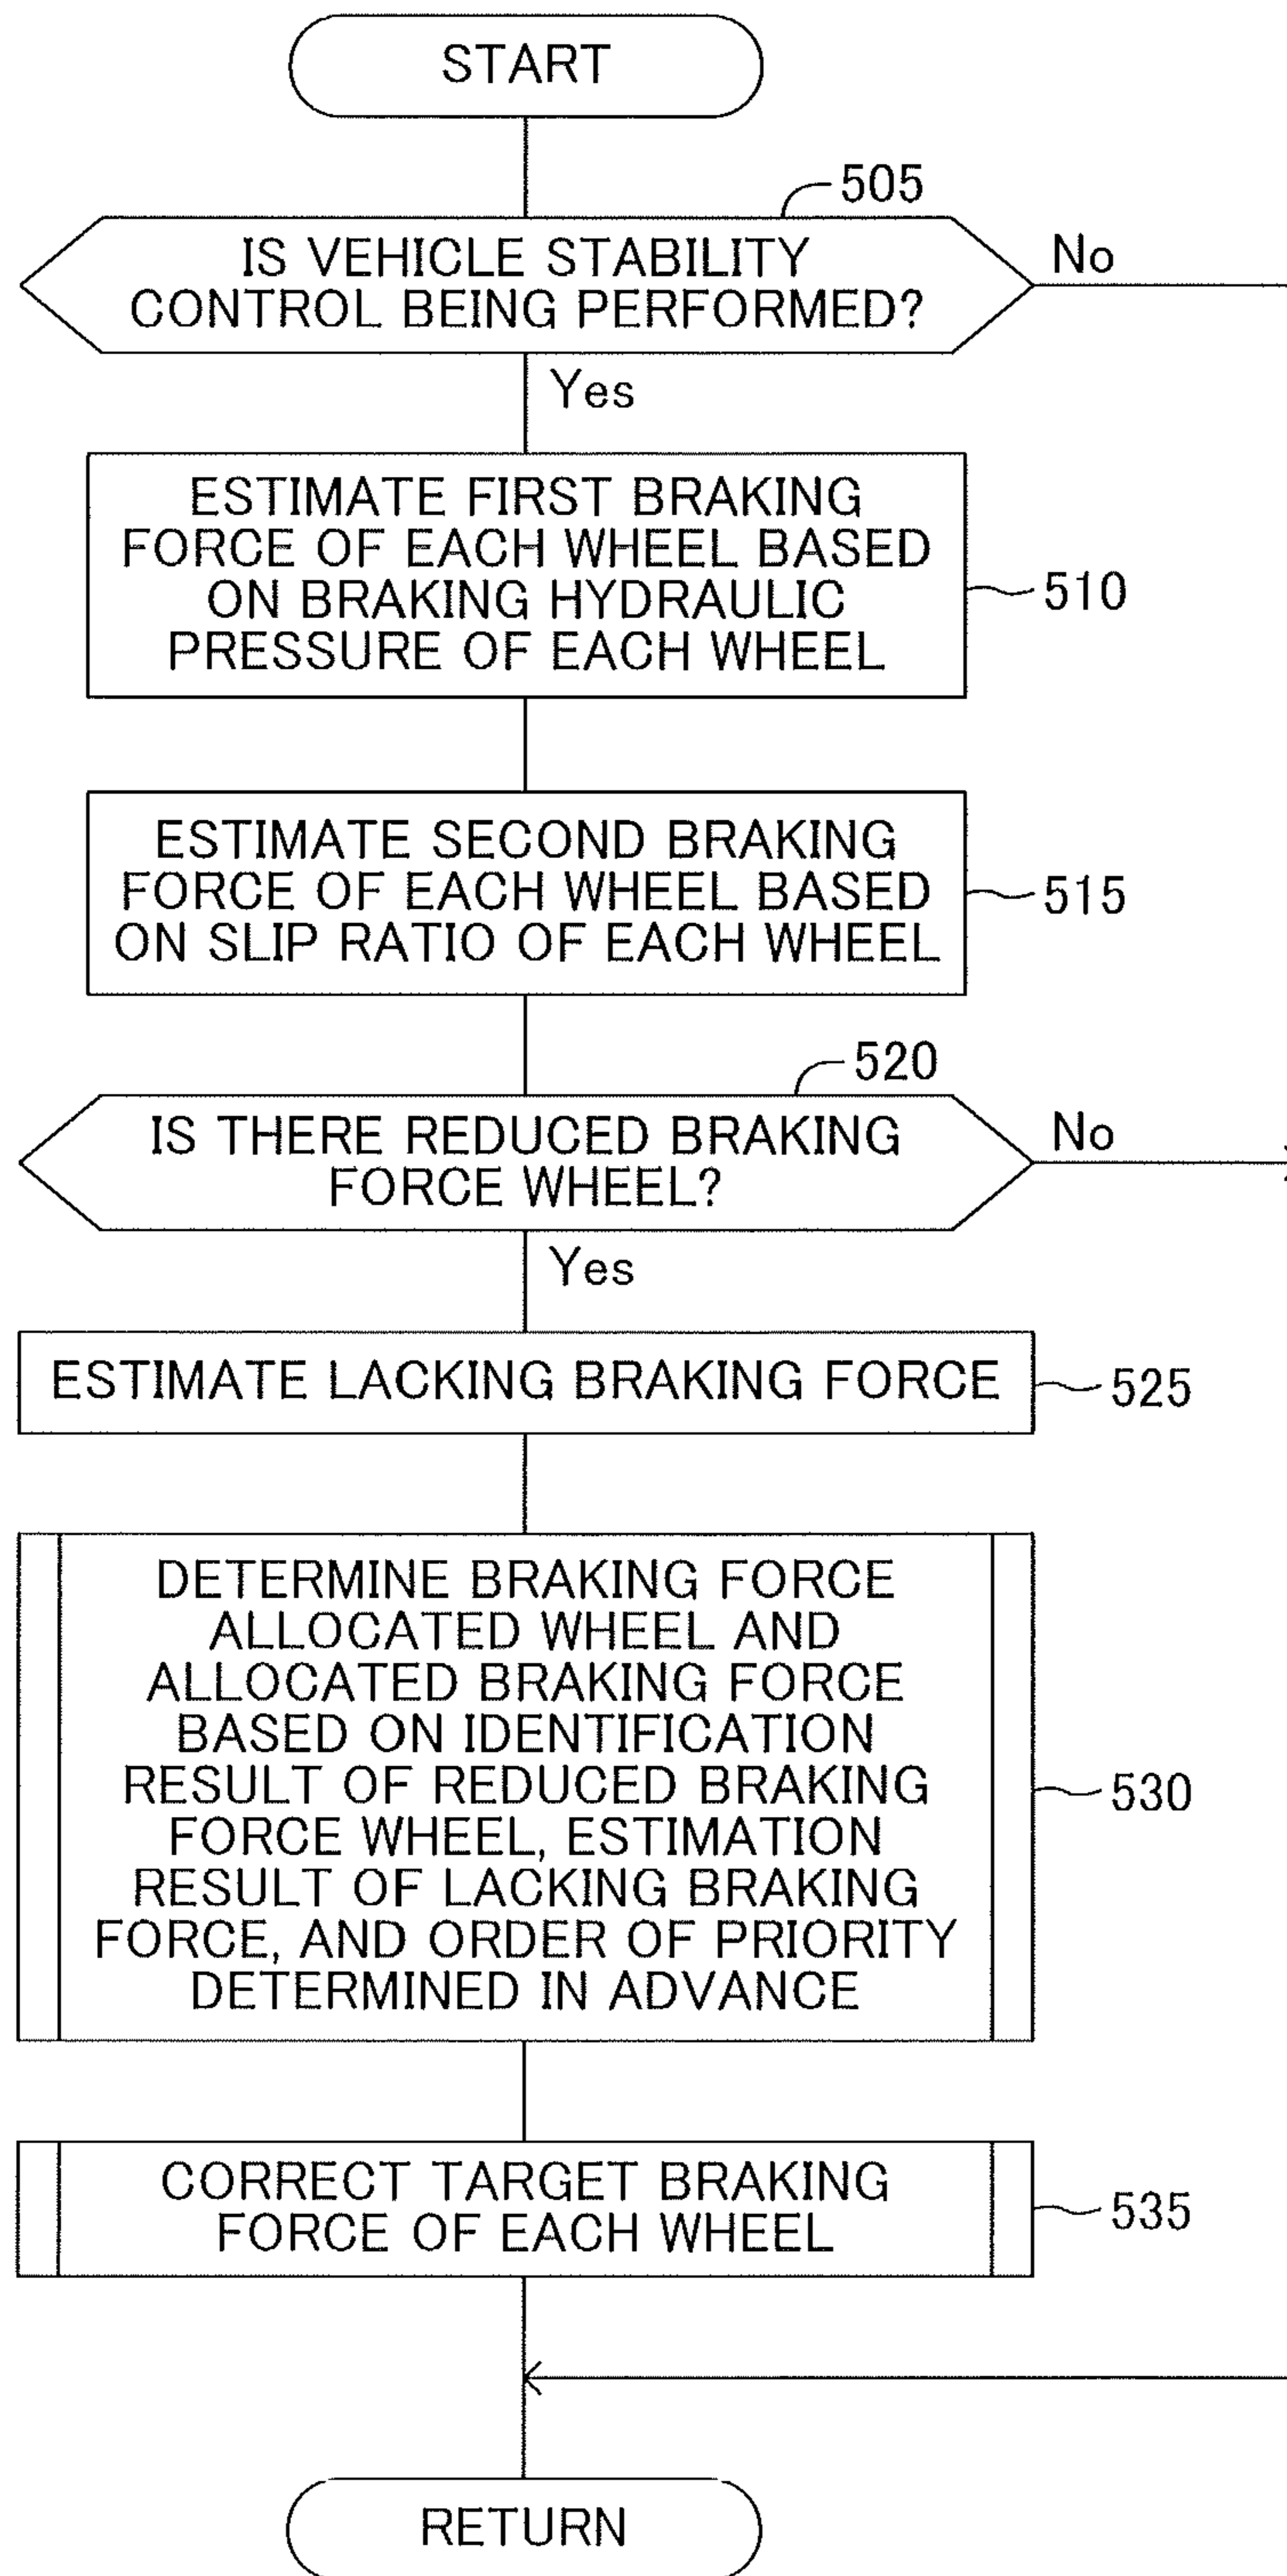 START
505
IS VEHICLE STABILITY
CONTROL BEING PERFORMED?
No
Yes
ESTIMATE FIRST BRAKING
FORCE OF EACH WHEEL BASED
ON BRAKING HYDRAULIC
PRESSURE OF EACH WHEEL
510
ESTIMATE SECOND BRAKING
FORCE OF EACH WHEEL BASED
ON SLIP RATIO OF EACH WHEEL
515
520
IS THERE REDUCED BRAKING
FORCE WHEEL?
No
Yes
ESTIMATE LACKING BRAKING FORCE
525
DETERMINE BRAKING FORCE
ALLOCATED WHEEL AND
ALLOCATED BRAKING FORCE
BASED ON IDENTIFICATION
RESULT OF REDUCED BRAKING
FORCE WHEEL, ESTIMATION
RESULT OF LACKING BRAKING
FORCE, AND ORDER OF PRIORITY
DETERMINED IN ADVANCE
530
CORRECT TARGET BRAKING
FORCE OF EACH WHEEL
535
RETURN